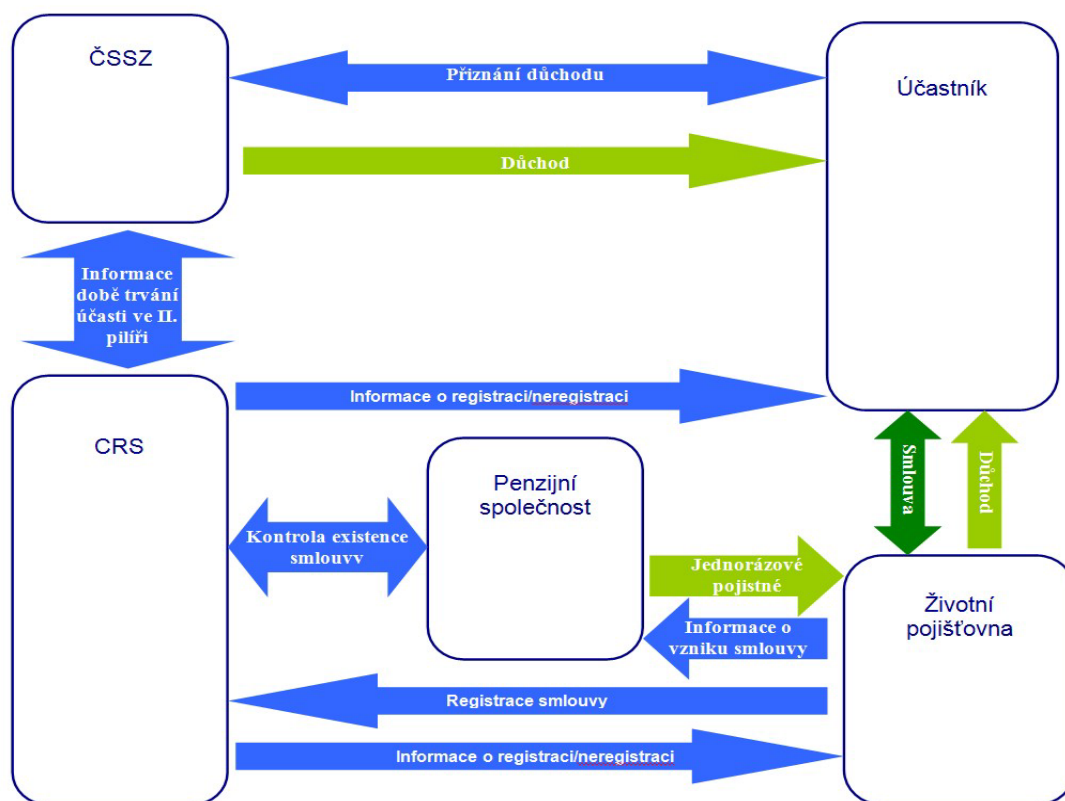 ČSSZ
Přiznání důchodu
Účastník
Důchod
Informace
době trvání
účasti ve II.
pilíři
Informace o registraci/neregistraci
CRS
Penzijní
společnost
Smlouva
Důchod
Kontrola existence
smlouvv
Jednorázové
pojistné
Životní
pojišťovna
Informace o
vzniku smlouvy
Registrace smlouvy
Informace o registraci/neregistraci